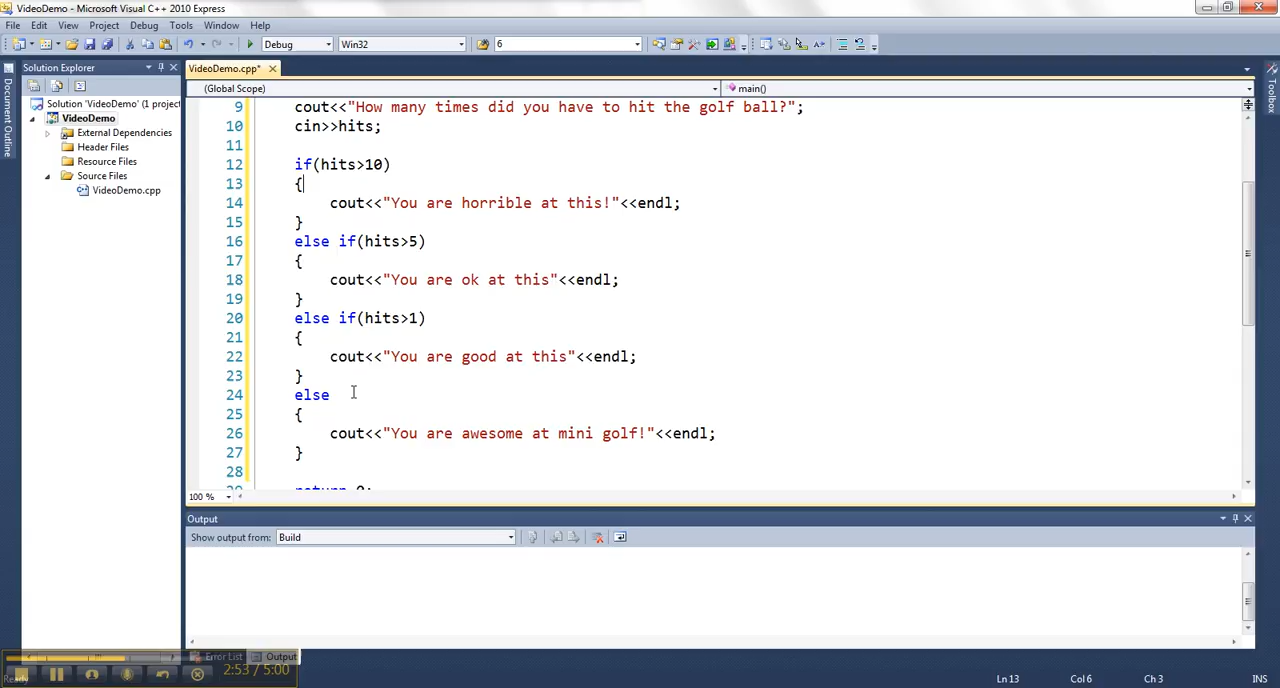 VideoDemo - Microsoft Visual C++ 2010 Express
File Edit View Project Debug Tools Window Help
Debug Win32 6
Solution Explorer
VideoDemo.cpp*
(Global Scope) main()
Document Outline
Toolbox
Solution 'VideoDemo' (1 project
VideoDemo
External Dependencies
Header Files
Resource Files
Source Files
VideoDemo.cpp
9 cout<<"How many times did you have to hit the golf ball?";
10 cin>>hits;
11
12 if(hits>10)
13 {
14 cout<<"You are horrible at this!"<<endl;
15 }
16 else if(hits>5)
17 {
18 cout<<"You are ok at this"<<endl;
19 }
20 else if(hits>1)
21 {
22 cout<<"You are good at this"<<endl;
23 }
24 else
25 {
26 cout<<"You are awesome at mini golf!"<<endl;
27 }
28
100 %
Output
Show output from: Build
Error List Output
2:53 / 5:00
Ready Ln 13 Col 6 Ch 3 INS